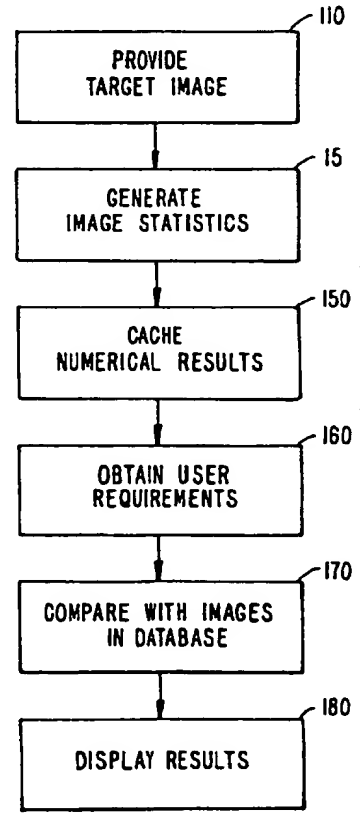 110
PROVIDE
TARGET IMAGE
15
GENERATE
IMAGE STATISTICS
150
CACHE
NUMERICAL RESULTS
160
OBTAIN USER
REQUIREMENTS
170
COMPARE WITH IMAGES
IN DATABASE
180
DISPLAY RESULTS